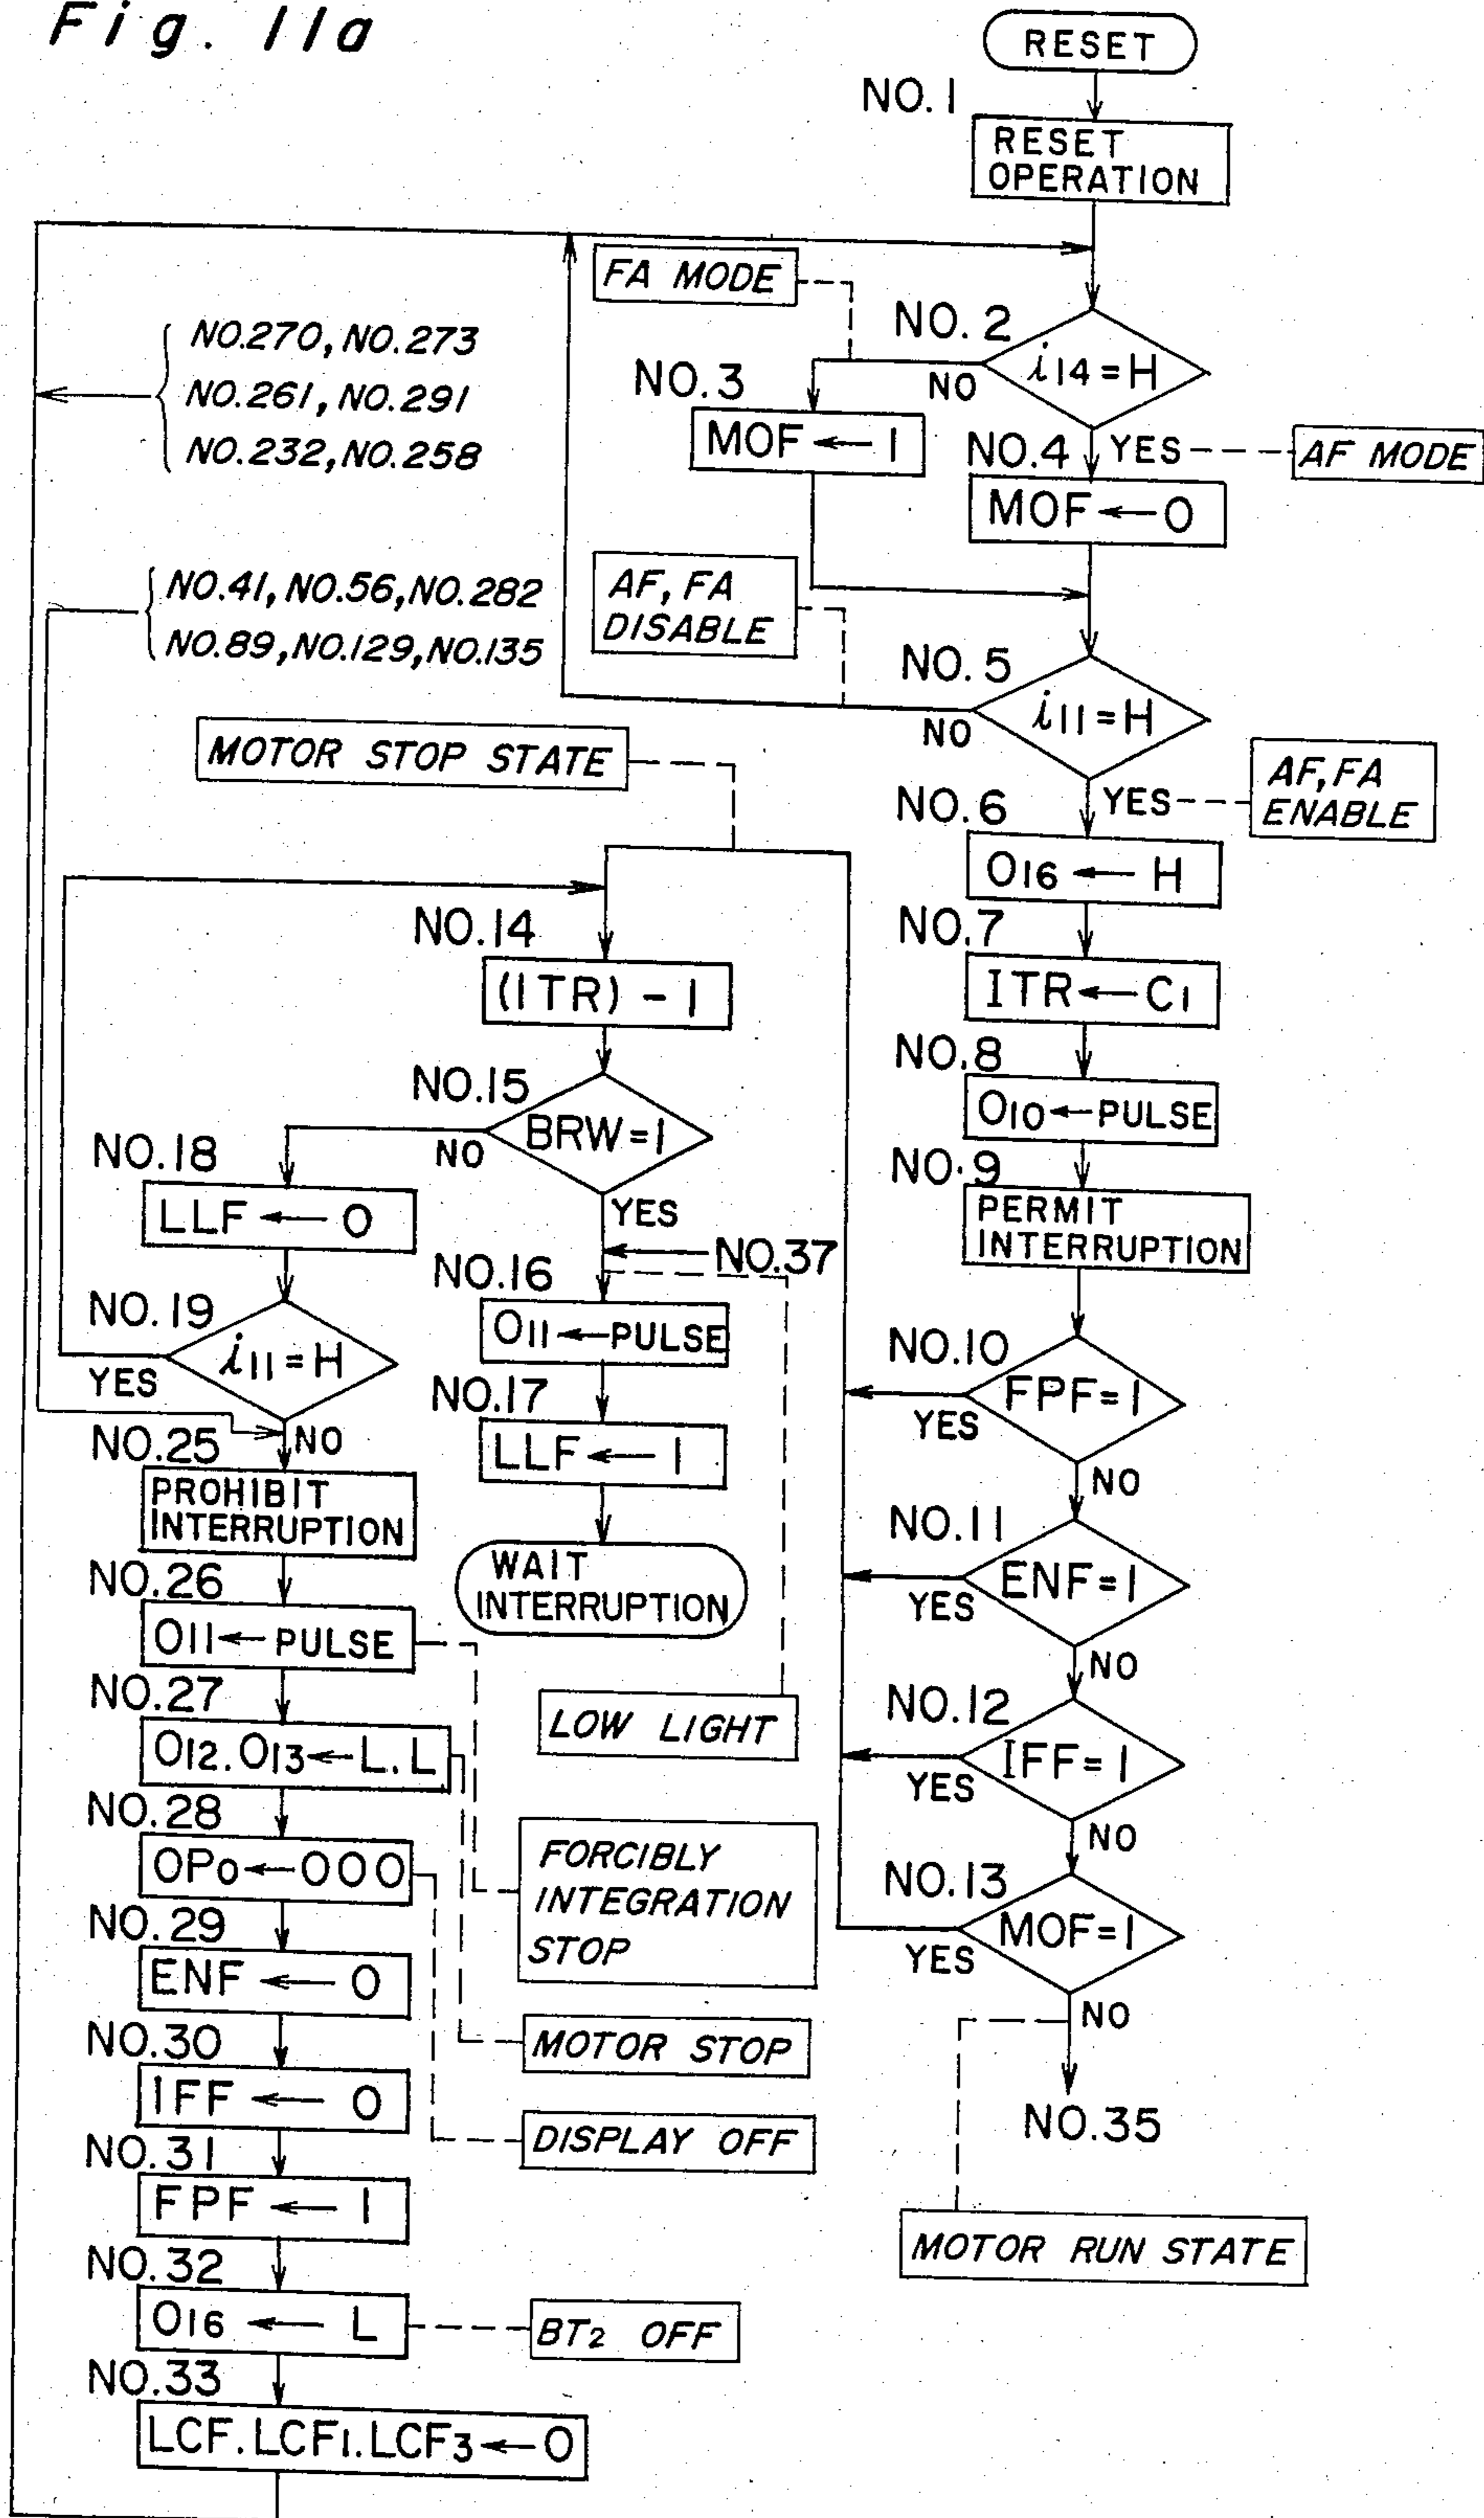 Fig. 11a
RESET
NO.1
RESET
OPERATION
FA MODE
NO.2
i14=H
NO
NO.3
MOF←1
NO.4
YES
AF MODE
MOF←0
NO.270, NO.273
NO.261, NO.291
NO.232, NO.258
NO.41, NO.56, NO.282
NO.89, NO.129, NO.135
AF, FA
DISABLE
NO.5
i11=H
NO
YES
AF, FA
ENABLE
MOTOR STOP STATE
NO.6
O16←H
NO.7
ITR←C1
NO.8
O10←PULSE
NO.9
PERMIT
INTERRUPTION
NO.10
FPF=1
YES
NO
NO.11
ENF=1
YES
NO
NO.12
IFF=1
YES
NO
NO.13
MOF=1
YES
NO
NO.35
MOTOR RUN STATE
NO.14
(ITR)-1
NO.15
BRW=1
NO
YES
NO.37
NO.16
O11←PULSE
NO.17
LLF←1
WAIT
INTERRUPTION
LOW LIGHT
NO.18
LLF←0
NO.19
i11=H
YES
NO
NO.25
PROHIBIT
INTERRUPTION
NO.26
O11←PULSE
NO.27
O12.O13←L.L
NO.28
OP0←000
FORCIBLY
INTEGRATION
STOP
NO.29
ENF←0
MOTOR STOP
NO.30
IFF←0
DISPLAY OFF
NO.31
FPF←1
NO.32
O16←L
BT2 OFF
NO.33
LCF.LCF1.LCF3←0